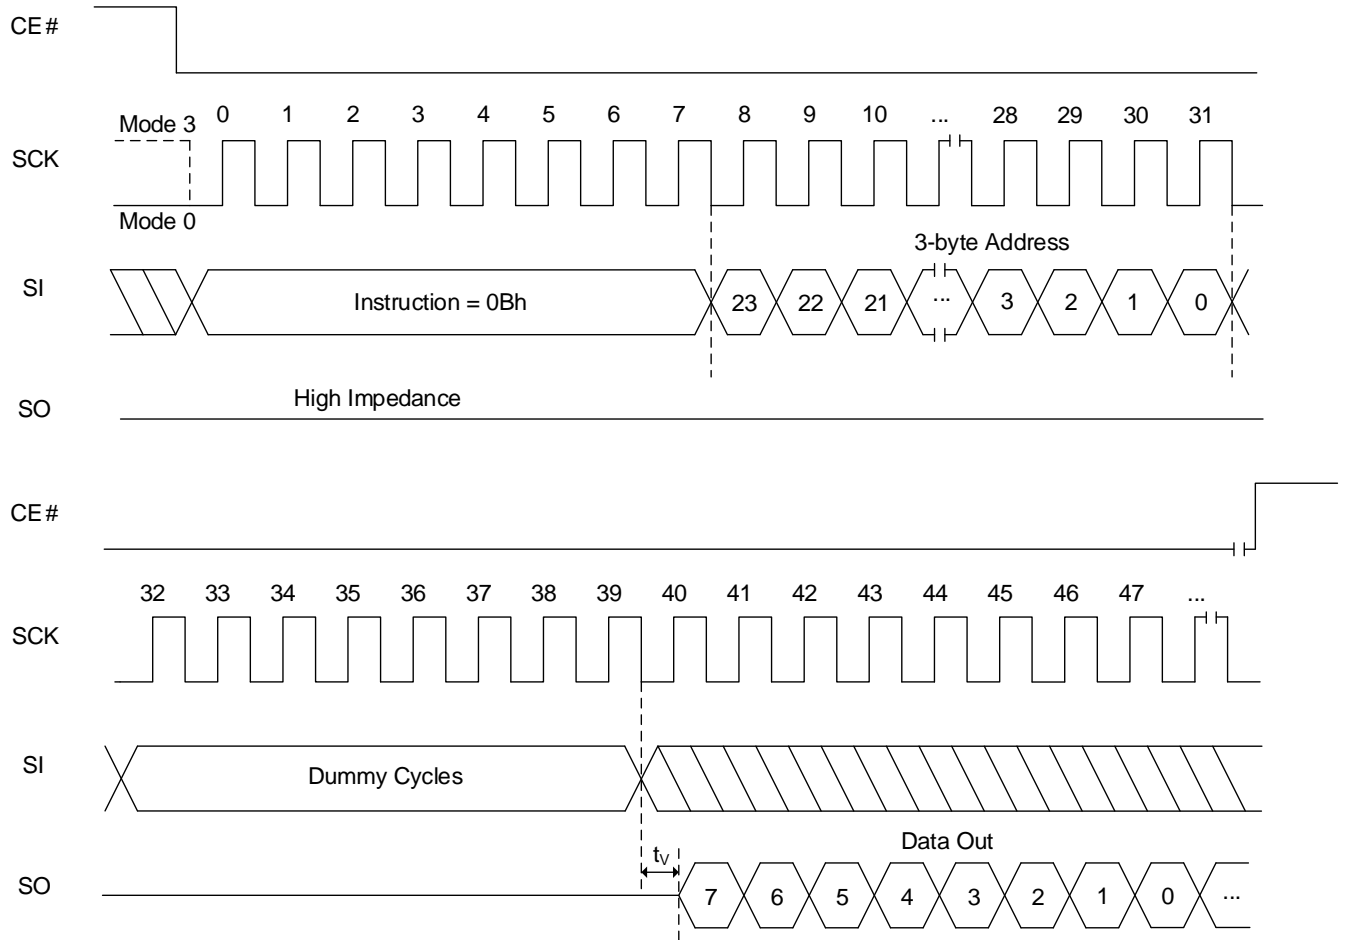 CE#
0 1 2 3 4 5 6 7 8 9 10 ... 28 29 30 31
Mode 3
SCK
Mode 0
3-byte Address
SI
Instruction = 0Bh
23 22 21 ... 3 2 1 0
High Impedance
SO
CE#
32 33 34 35 36 37 38 39 40 41 42 43 44 45 46 47 ...
SCK
SI
Dummy Cycles
Data Out
tV
SO
7 6 5 4 3 2 1 0 ...